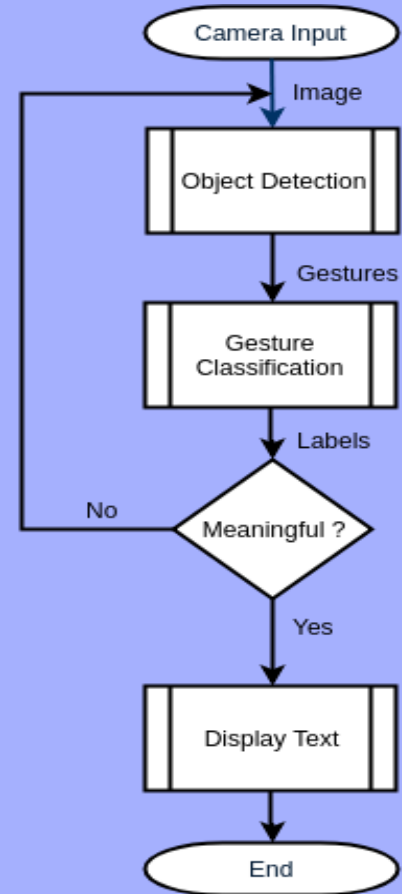 Camera Input
Image
Object Detection
Gestures
Gesture
Classification
Labels
Meaningful ?
No
Yes
Display Text
End